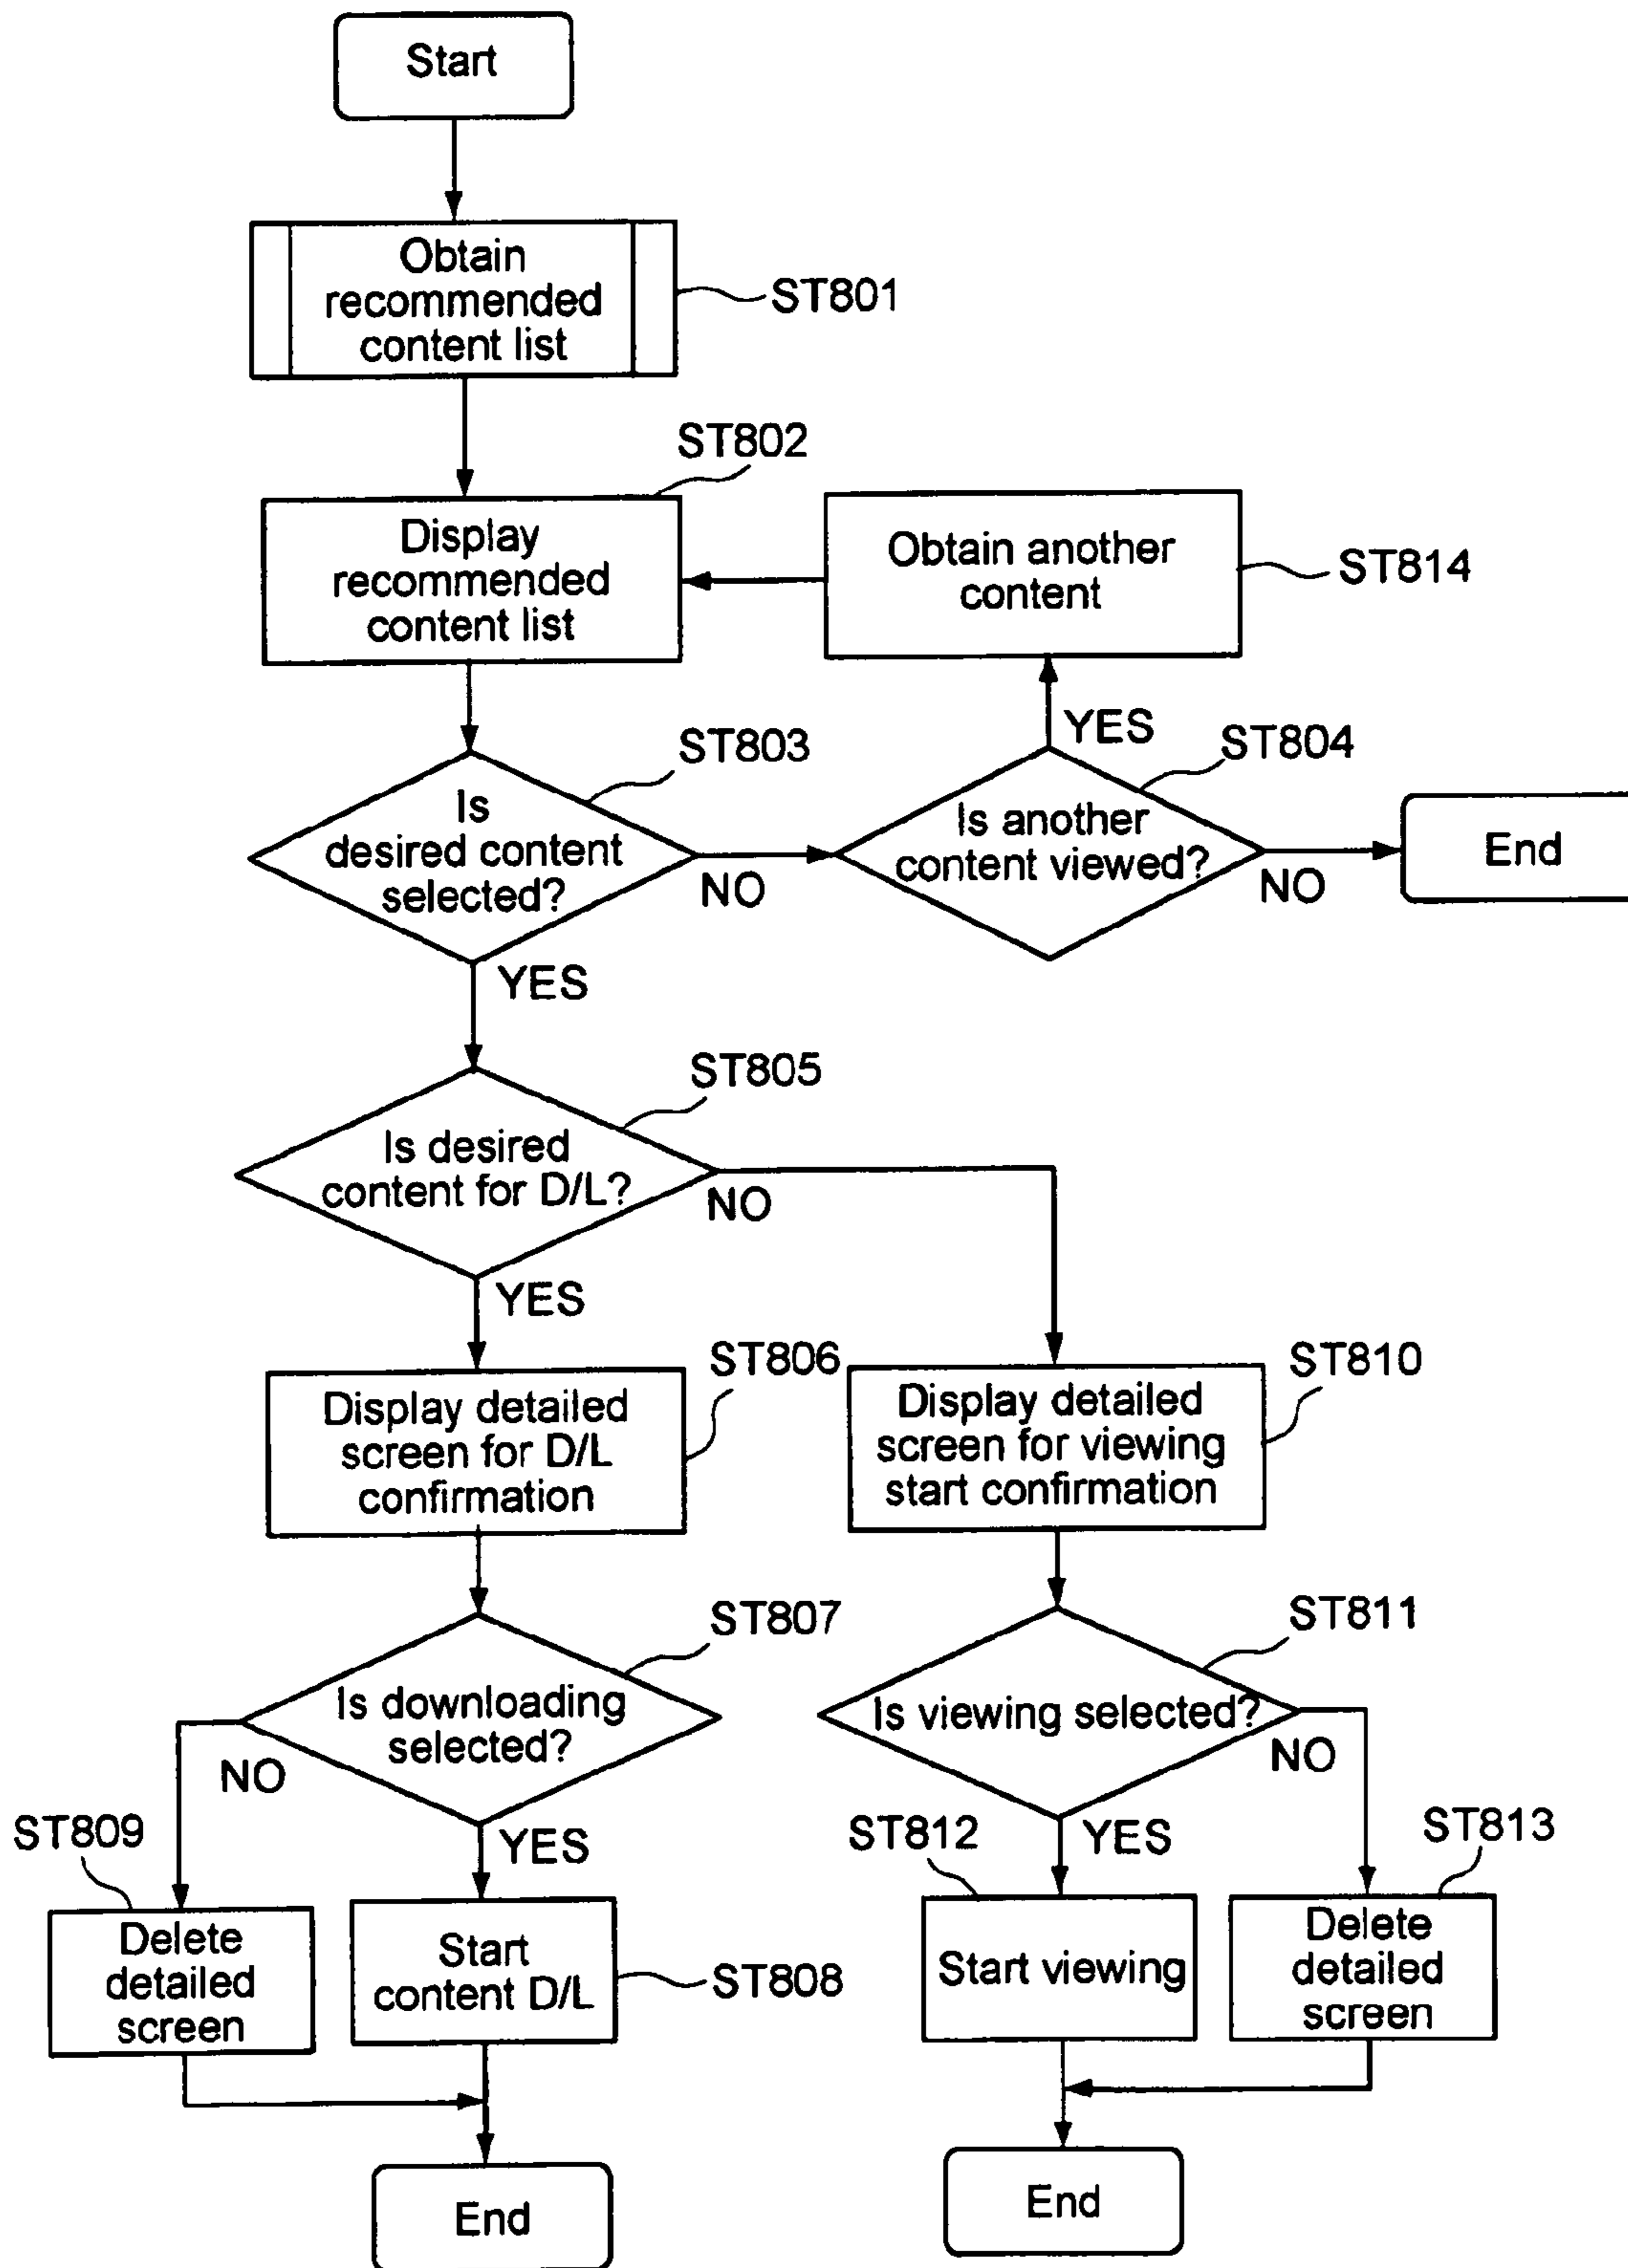 Start
Obtain
recommended
content list
ST801
ST802
Display
recommended
content list
Obtain another
content
ST814
YES
ST803
ST804
Is
desired content
selected?
NO
Is another
content viewed?
NO
End
YES
ST805
Is desired
content for D/L?
NO
YES
ST806
Display detailed
screen for D/L
confirmation
ST810
Display detailed
screen for viewing
start confirmation
ST807
Is downloading
selected?
NO
YES
ST811
Is viewing selected?
NO
YES
ST809
Delete
detailed
screen
Start
content D/L
ST808
ST812
Start viewing
ST813
Delete
detailed
screen
End
End